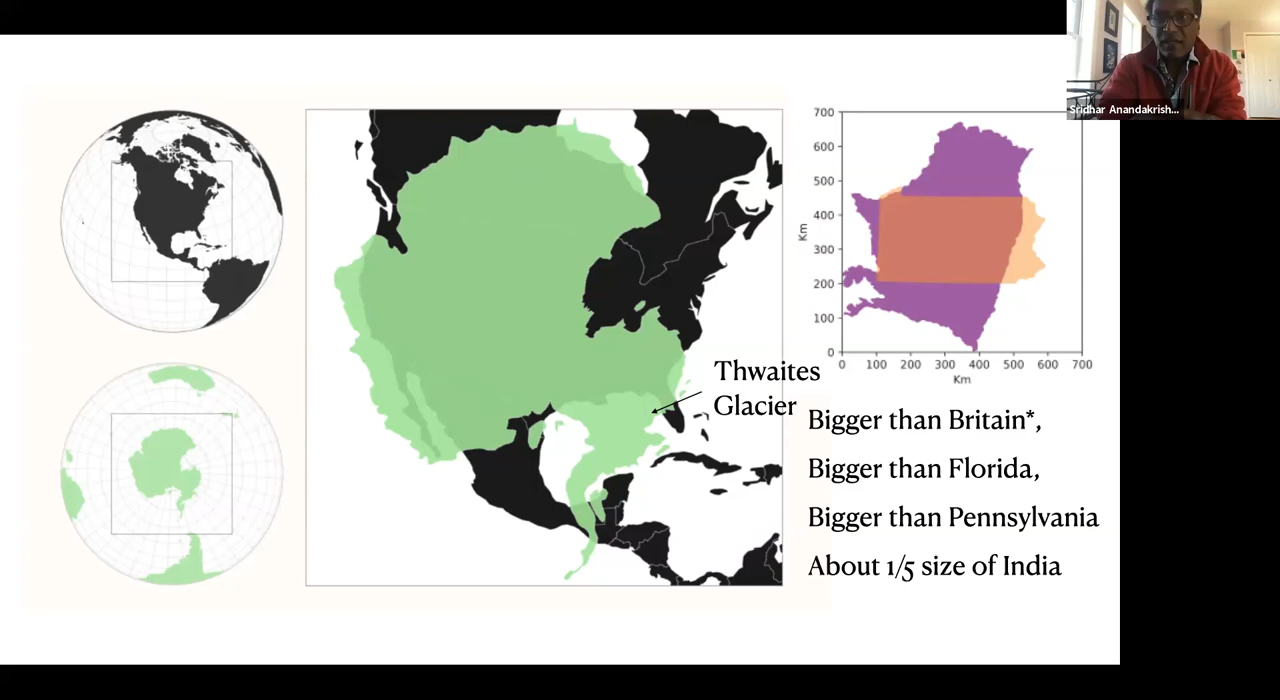 Sridhar Anandakrish...
700
600
500
400
300
200
100
0
Km
0 100 200 300 400 500 600 700
Km
Thwaites
Glacier
Bigger than Britain*,
Bigger than Florida,
Bigger than Pennsylvania
About 1/5 size of India